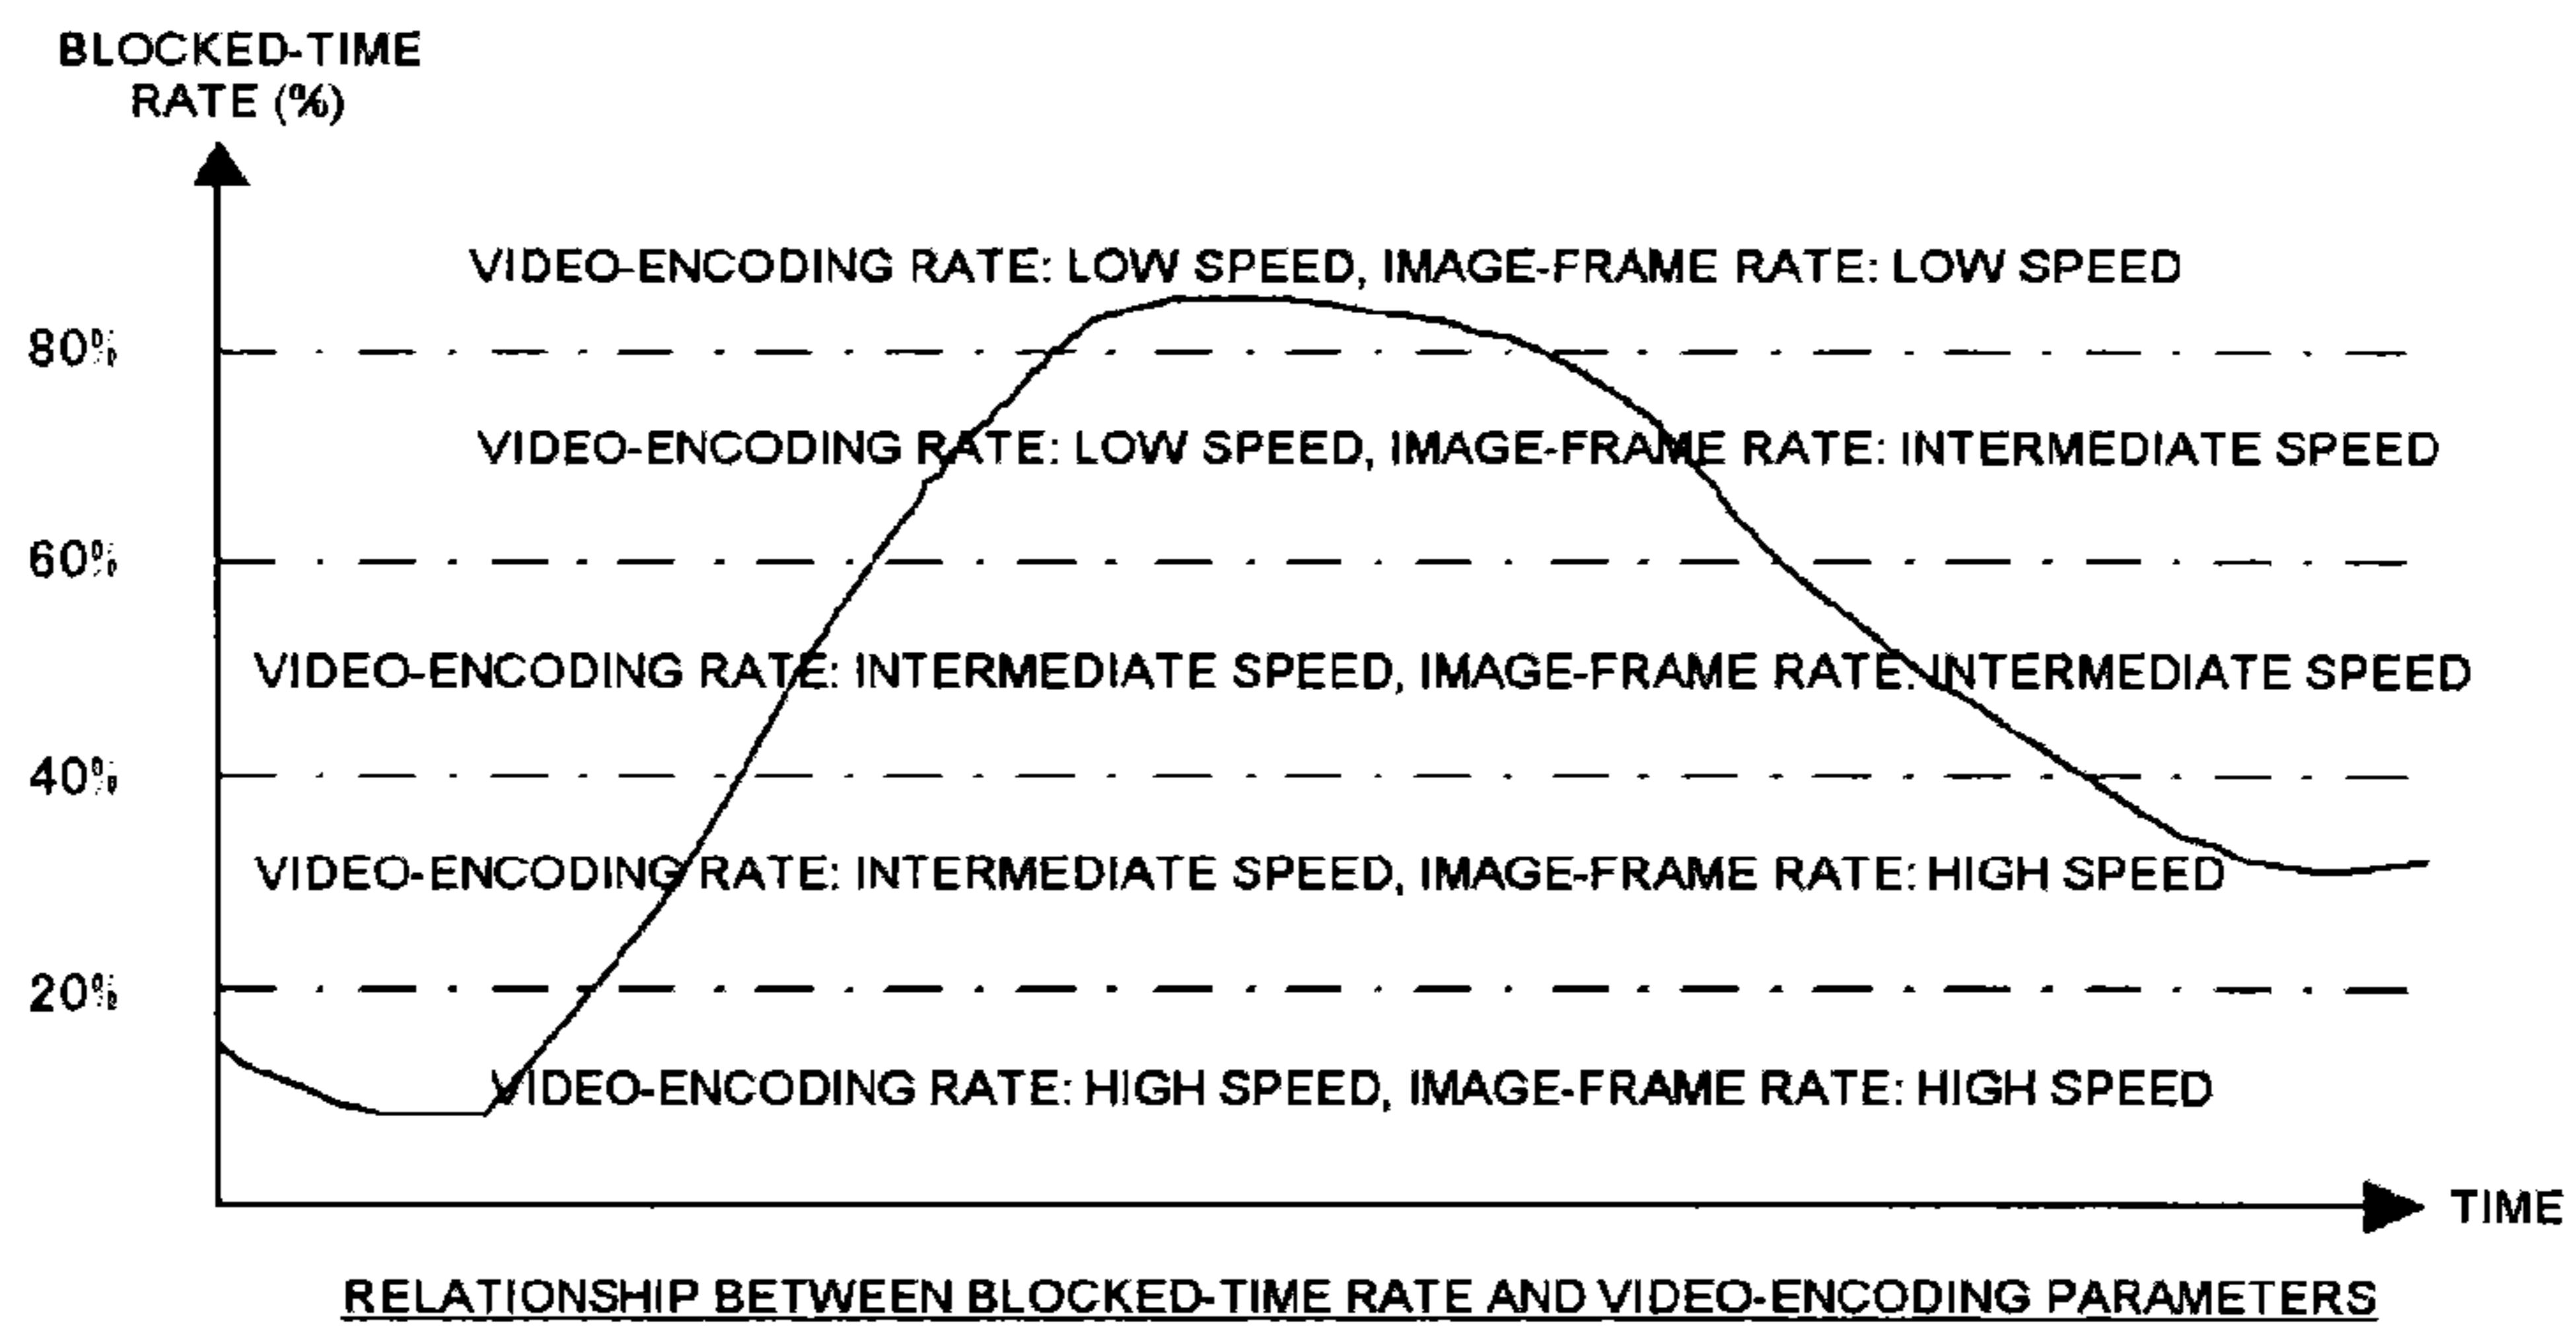 BLOCKED-TIME
RATE (%)
VIDEO-ENCODING RATE: LOW SPEED, IMAGE-FRAME RATE: LOW SPEED
80%
VIDEO-ENCODING RATE: LOW SPEED, IMAGE-FRAME RATE: INTERMEDIATE SPEED
60%
VIDEO-ENCODING RATE: INTERMEDIATE SPEED, IMAGE-FRAME RATE: INTERMEDIATE SPEED
40%
VIDEO-ENCODING RATE: INTERMEDIATE SPEED, IMAGE-FRAME RATE: HIGH SPEED
20%
VIDEO-ENCODING RATE: HIGH SPEED, IMAGE-FRAME RATE: HIGH SPEED
TIME
RELATIONSHIP BETWEEN BLOCKED-TIME RATE AND VIDEO-ENCODING PARAMETERS